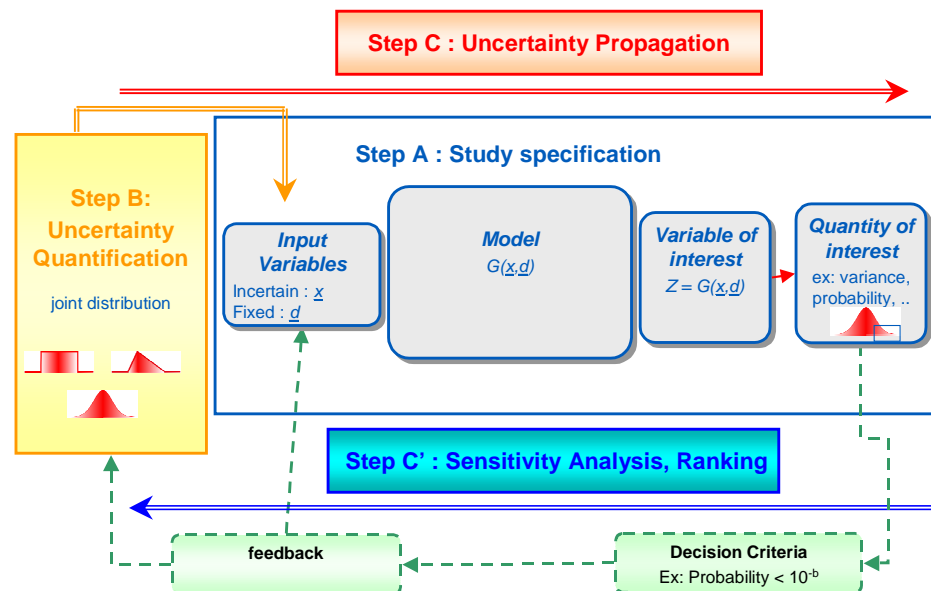 Step C : Uncertainty Propagation
Step A : Study specification
Step B:
Uncertainty
Quantification
joint distribution
Input
Variables
Incertain : x
Fixed : d
Model
G(x,d)
Variable of
interest
Z = G(x,d)
Quantity of
interest
ex: variance,
probability, ..
Step C’ : Sensitivity Analysis, Ranking
feedback
Decision Criteria
Ex: Probability < 10^-b